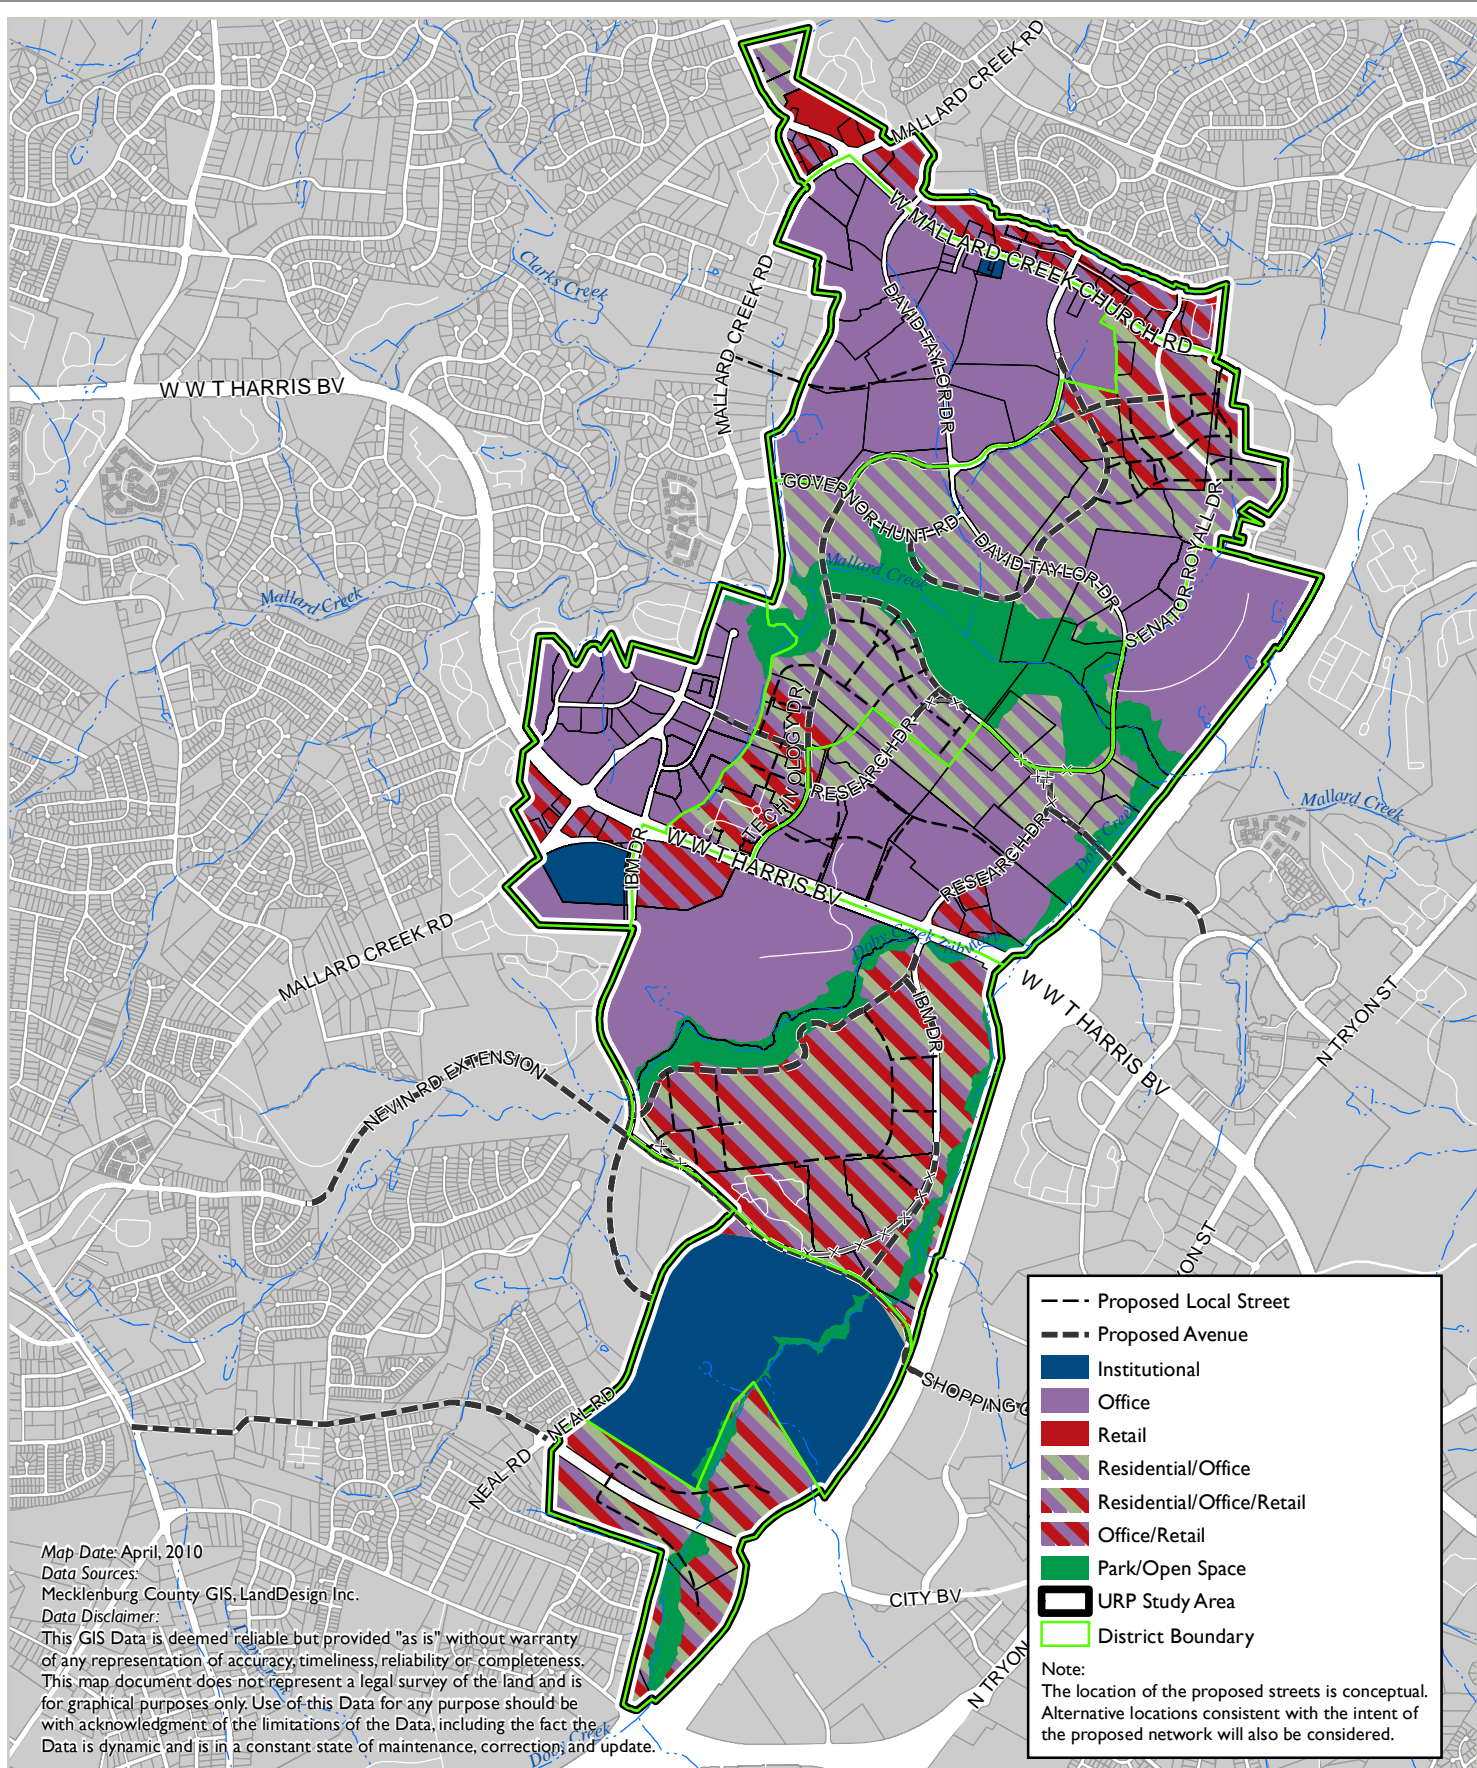 MALLARD CREEK RD
W MALLARD CREEK CHURCH RD
Clarks Creek
MALLARD CREEK RD
DAVID TAYLOR DR
W W T HARRIS BV
GOVERNOR HUNT RD
DAVID TAYLOR DR
SENATOR ROYALL DR
Mallard Creek
Mallard Creek
TECHNOLOGY DR
RESEARCH DR
Mallard Creek
Doby Creek
RESEARCH DR
W W T HARRIS BV
IBM DR
MALLARD CREEK RD
Doby Creek Tributary
IBM DR
W W T HARRIS BV
N TRYON ST
NEVIN RD EXTENSION
YON ST
SHOPPING C
NEAL RD
NEAL RD
CITY BV
N TRYON
Creek
Proposed Local Street
Proposed Avenue
Institutional
Office
Retail
Residential/Office
Residential/Office/Retail
Office/Retail
Park/Open Space
URP Study Area
District Boundary
Note:
The location of the proposed streets is conceptual.
Alternative locations consistent with the intent of
the proposed network will also be considered.
Map Date: April, 2010
Data Sources:
Mecklenburg County GIS, LandDesign Inc.
Data Disclaimer:
This GIS Data is deemed reliable but provided "as is" without warranty
of any representation of accuracy, timeliness, reliability or completeness.
This map document does not represent a legal survey of the land and is
for graphical purposes only. Use of this Data for any purpose should be
with acknowledgment of the limitations of the Data, including the fact the
Data is dynamic and is in a constant state of maintenance, correction, and update.